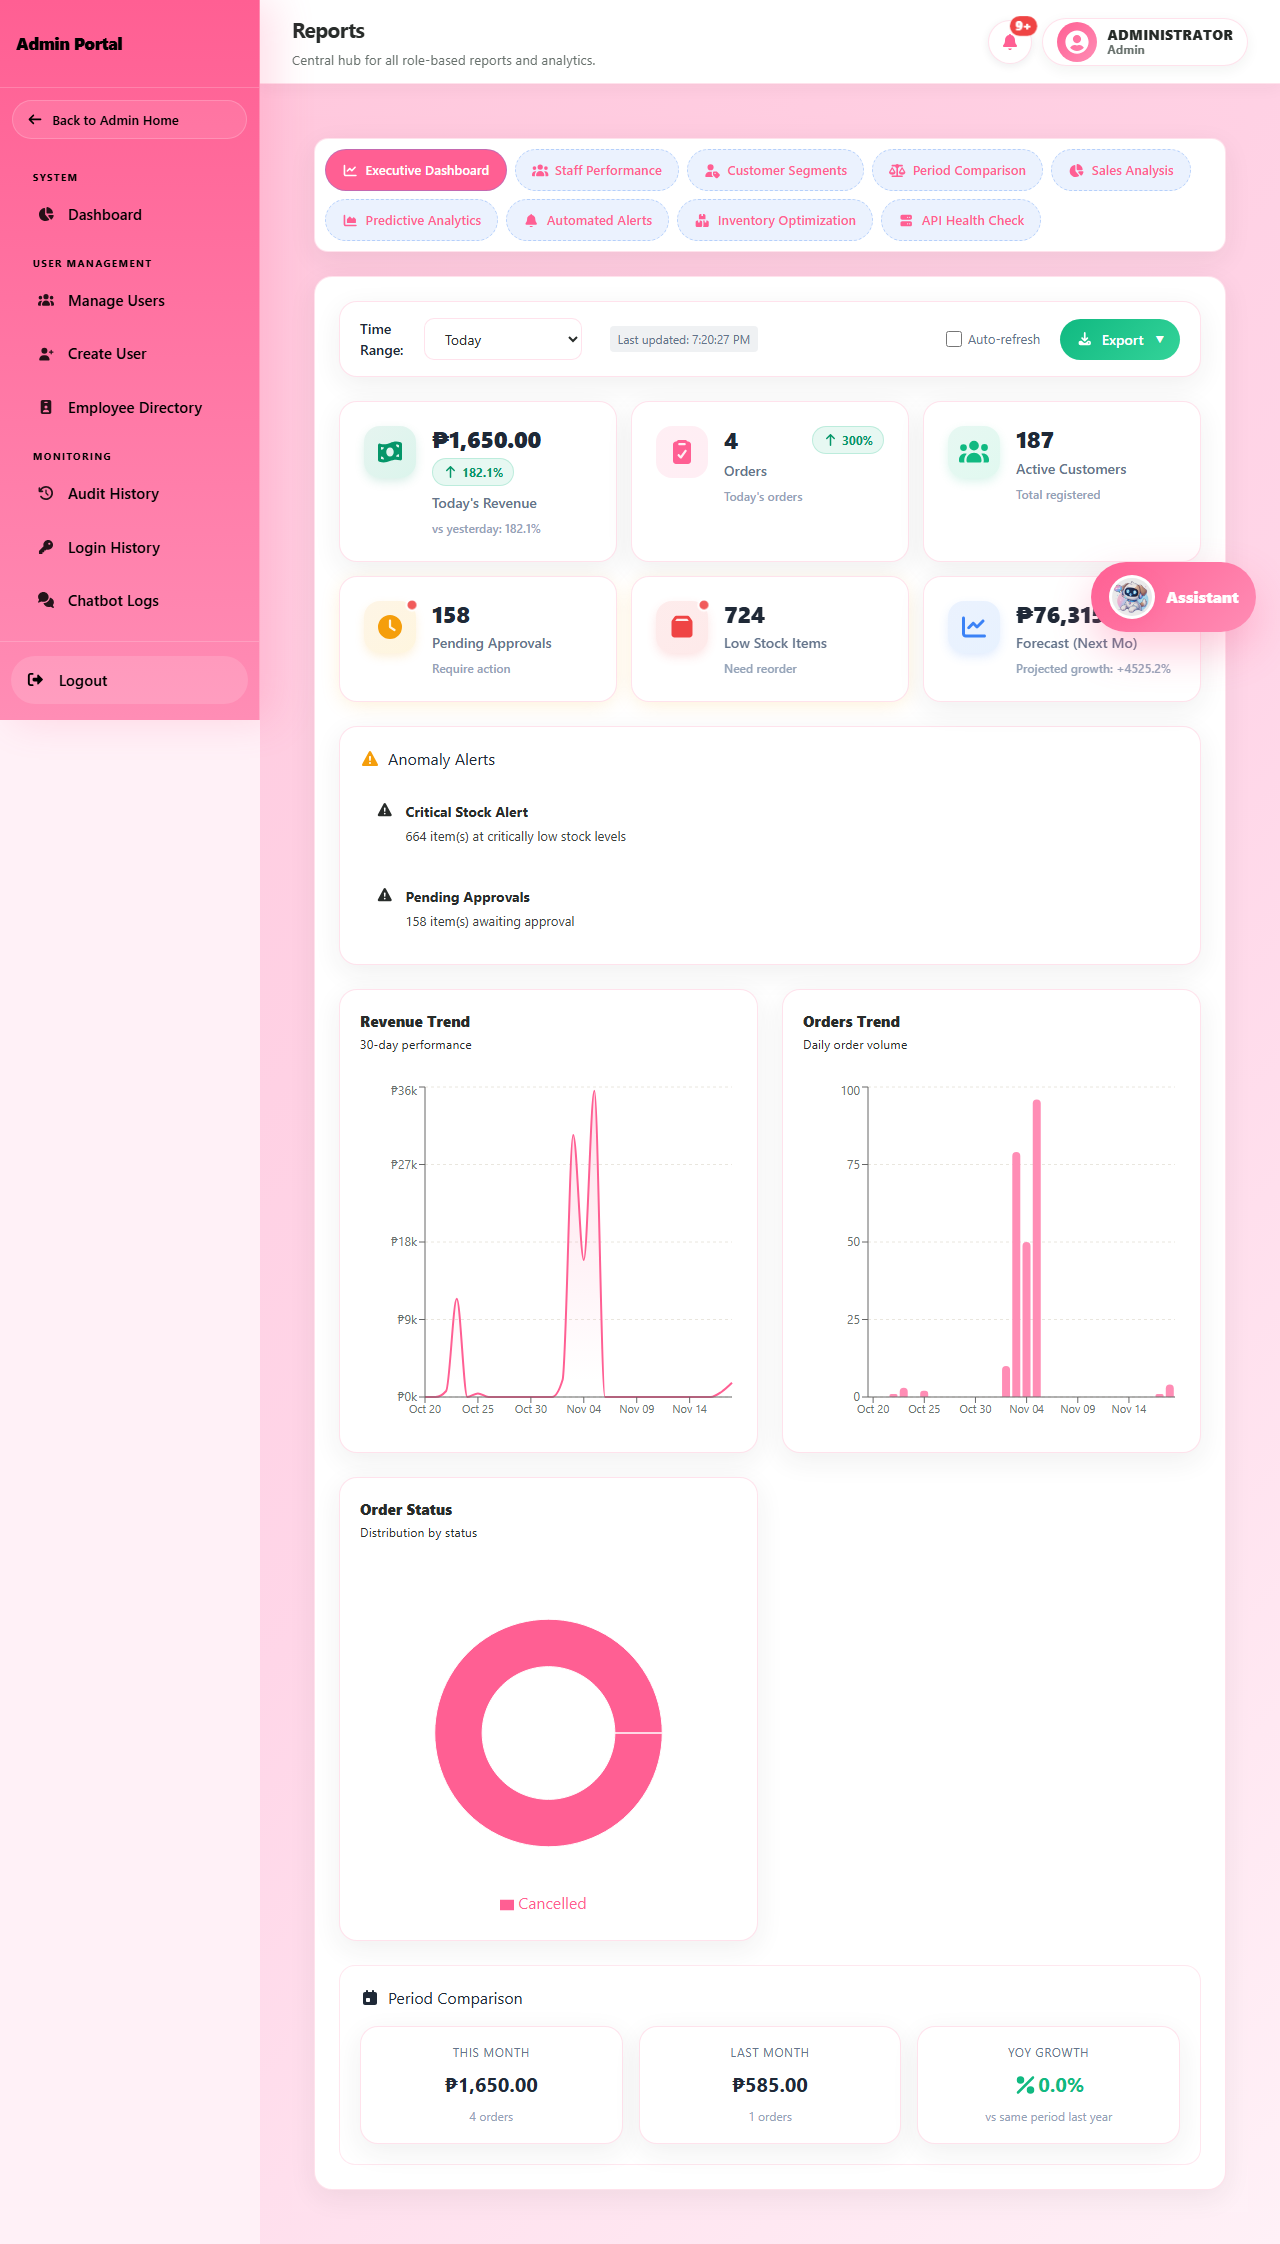 Admin Portal
Back to Admin Home
SYSTEM
Dashboard
USER MANAGEMENT
Manage Users
Create User
Employee Directory
MONITORING
Audit History
Login History
Chatbot Logs
Logout
Reports
Central hub for all role-based reports and analytics.
9+
ADMINISTRATOR
Admin
Executive Dashboard
Staff Performance
Customer Segments
Period Comparison
Sales Analysis
Predictive Analytics
Automated Alerts
Inventory Optimization
API Health Check
Time
Range:
Today
Last updated: 7:20:27 PM
Auto-refresh
Export ▼
₱1,650.00
182.1%
Today's Revenue
vs yesterday: 182.1%
4
300%
Orders
Today's orders
187
Active Customers
Total registered
158
Pending Approvals
Require action
724
Low Stock Items
Need reorder
Forecast (Next Mo)
Projected growth: +4525.2%
Assistant
Anomaly Alerts
Critical Stock Alert
664 item(s) at critically low stock levels
Pending Approvals
158 item(s) awaiting approval
Revenue Trend
30-day performance
₱36k
₱27k
₱18k
₱9k
₱0k
Oct 20
Oct 25
Oct 30
Nov 04
Nov 09
Nov 14
Orders Trend
Daily order volume
100
75
50
25
0
Oct 20
Oct 25
Oct 30
Nov 04
Nov 09
Nov 14
Order Status
Distribution by status
Cancelled
Period Comparison
THIS MONTH
₱1,650.00
4 orders
LAST MONTH
₱585.00
1 orders
YOY GROWTH
0.0%
vs same period last year